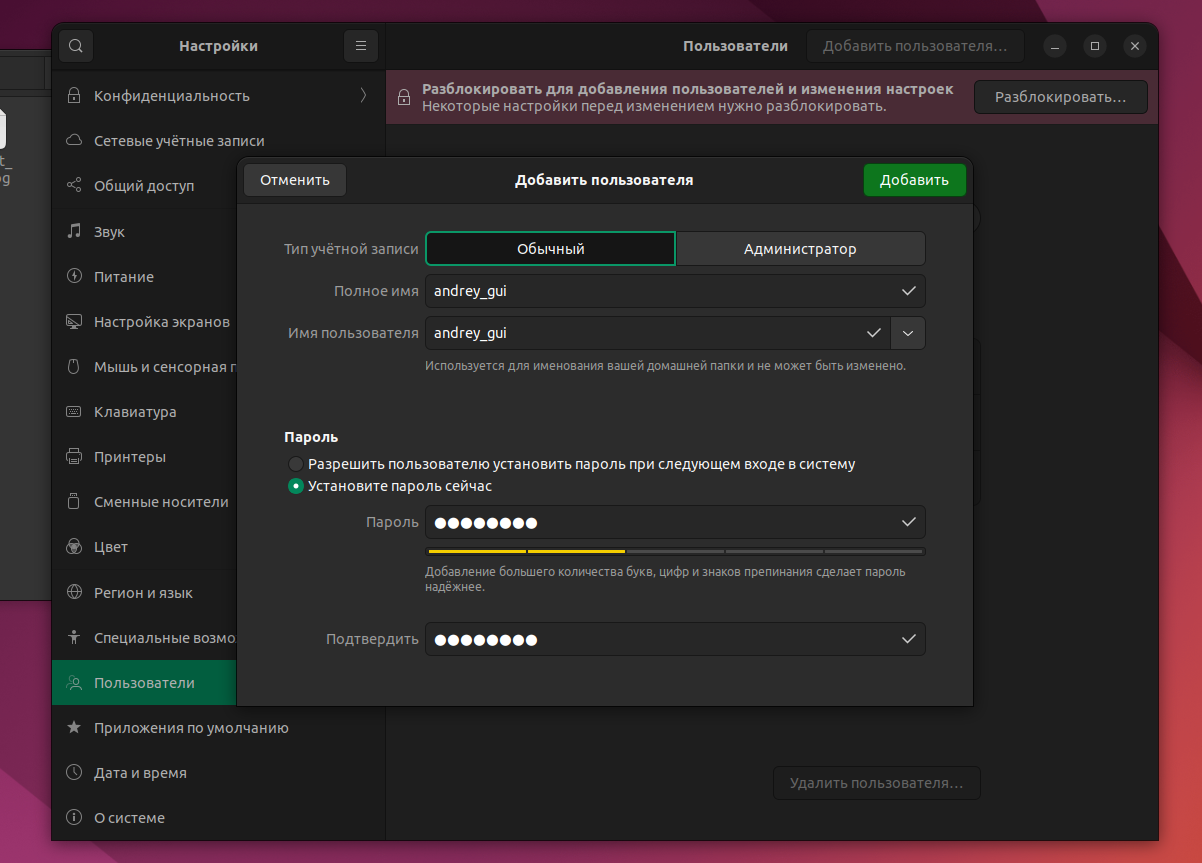 Настройки
Пользователи
Добавить пользователя…
Разблокировать для добавления пользователей и изменения настроек
Некоторые настройки перед изменением нужно разблокировать.
Разблокировать…
Конфиденциальность
Сетевые учётные записи
Общий доступ
Звук
Питание
Настройка экранов
Мышь и сенсорная п
Клавиатура
Принтеры
Сменные носители
Цвет
Регион и язык
Специальные возмо
Пользователи
Приложения по умолчанию
Дата и время
О системе
Отменить
Добавить пользователя
Добавить
Тип учётной записи
Обычный
Администратор
Полное имя
andrey_gui
Имя пользователя
andrey_gui
Используется для именования вашей домашней папки и не может быть изменено.
Пароль
Разрешить пользователю установить пароль при следующем входе в систему
Установите пароль сейчас
Пароль
●●●●●●●●
Добавление большего количества букв, цифр и знаков препинания сделает пароль
надёжнее.
Подтвердить
●●●●●●●●
Удалить пользователя…